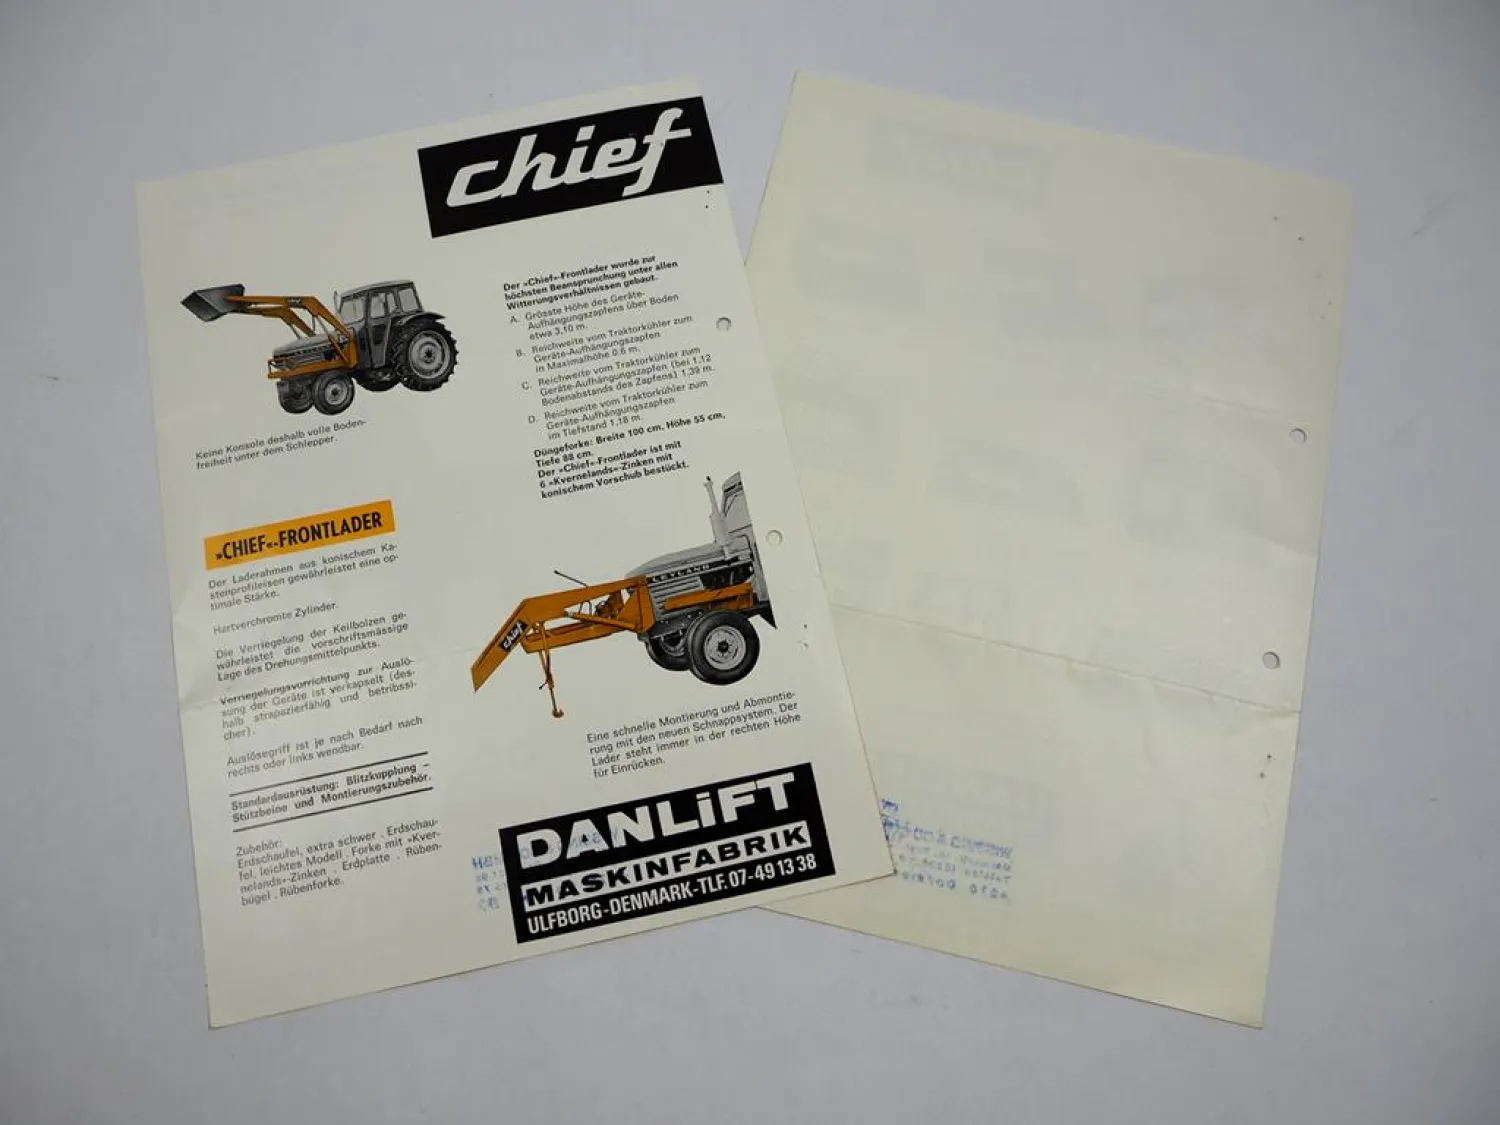 chief
Der »Chief«-Frontlader wurde zur
höchsten Beansprunchung unter allen
Witterungsverhältnissen gebaut.
A. Grösste Höhe des Geräte-
Aufhängungszapfens über Boden
etwa 3,10 m.
B. Reichweite vom Traktorkühler zum
Geräte-Aufhängungszapfen
in Maximalhöhe 0.6 m.
C. Reichweite vom Traktorkühler zum
Geräte-Aufhängungszapfen (bei 1,12
Bodenabstands des Zapfens) 1,39 m.
D. Reichweite vom Traktorkühler zum
Geräte-Aufhängungszapfen
im Tiefstand 1,18 m.
Düngeforke: Breite 100 cm, Höhe 55 cm,
Tiefe 88 cm.
Der »Chief«-Frontlader ist mit
6 »Kvernelands«-Zinken mit
konischem Vorschub bestückt.
Keine Konsole deshalb volle Boden-
freiheit unter dem Schlepper.
»CHIEF«-FRONTLADER
Der Laderahmen aus konischem Ka-
stenprofileisen gewährleistet eine op-
timale Stärke.
Hartverchromte Zylinder.
Die Verriegelung der Keilbolzen ge-
währleistet die vorschriftsmässige
Lage des Drehungsmittelpunkts.
Verriegelungsvorrichtung zur Auslö-
sung der Geräte ist verkapselt (des-
halb strapazierfähig und betribssi-
cher).
Auslösegriff ist je nach Bedarf nach
rechts oder links wendbar.
Standardausrüstung: Blitzkupplung –
Stützbeine und Montierungszubehör.
Zubehör:
Erdschaufel, extra schwer . Erdschau-
fel, leichtes Modell . Forke mit »Kver-
nelands«-Zinken . Erdplatte . Rüben-
bügel . Rübenforke.
LEYLAND
chief
Eine schnelle Montierung und Abmontie-
rung mit den neuen Schnappsystem. Der
Lader steht immer in der rechten Höhe
für Einrücken.
DANLiFT
MASKINFABRIK
ULFBORG-DENMARK-TLF. 07-49 13 38